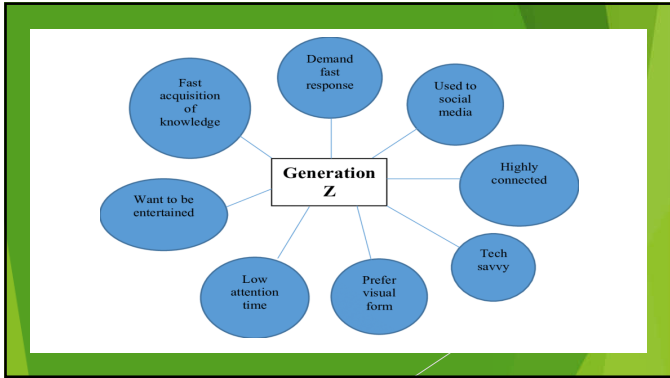 Demand
fast
response
Fast
acquisition
of
knowledge
Used to
social
media
Generation
Z
Highly
connected
Want to be
entertained
Tech
savvy
Low
attention
time
Prefer
visual
form